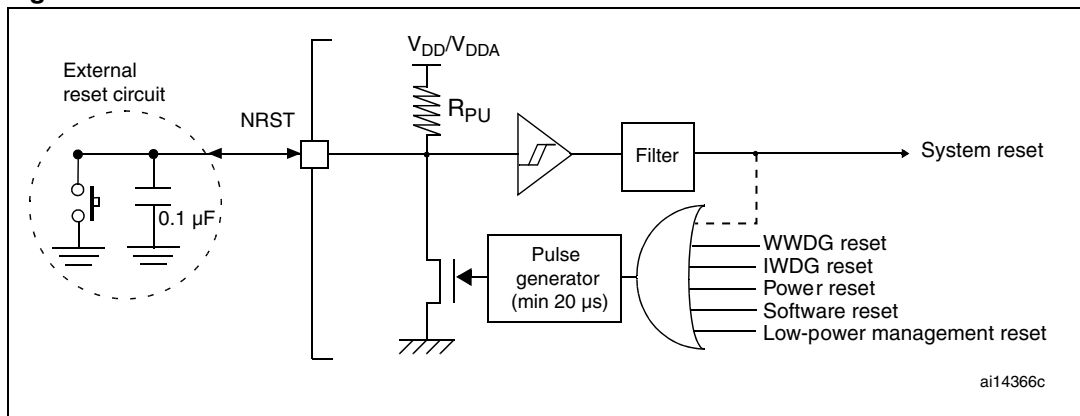 External
reset circuit
NRST
VDD/VDDA
RPU
0.1 µF
Filter
System reset
Pulse
generator
(min 20 µs)
WWDG reset
IWDG reset
Power reset
Software reset
Low-power management reset
ai14366c